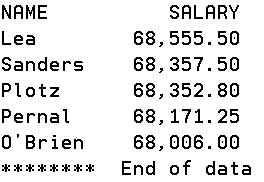 NAME SALARY
Lea 68,555.50
Sanders 68,357.50
Plotz 68,352.80
Pernal 68,171.25
O'Brien 68,006.00
******** End of data